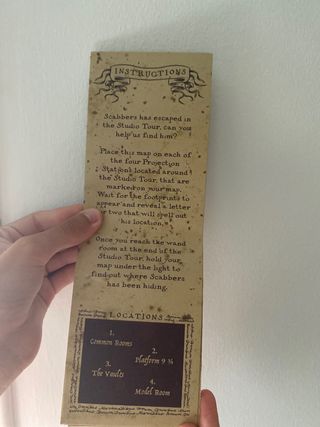 INSTRUCTIONS
Scabbers has escaped in
the Studio Tour, can you
help us find him?
Place this map on each of
the four Projection
Stations located around
the Studio Tour, that are
marked on your map.
Wait for the footprints to
appear and reveal a letter
or two that will spell out
his location.
Once you reach the wand
room at the end of the
Studio Tour, hold your
map under the light to
find out where Scabbers
has been hiding.
LOCATIONS
1.
Common Rooms
2.
Platform 9 ¾
3.
The Vaults
4.
Model Room